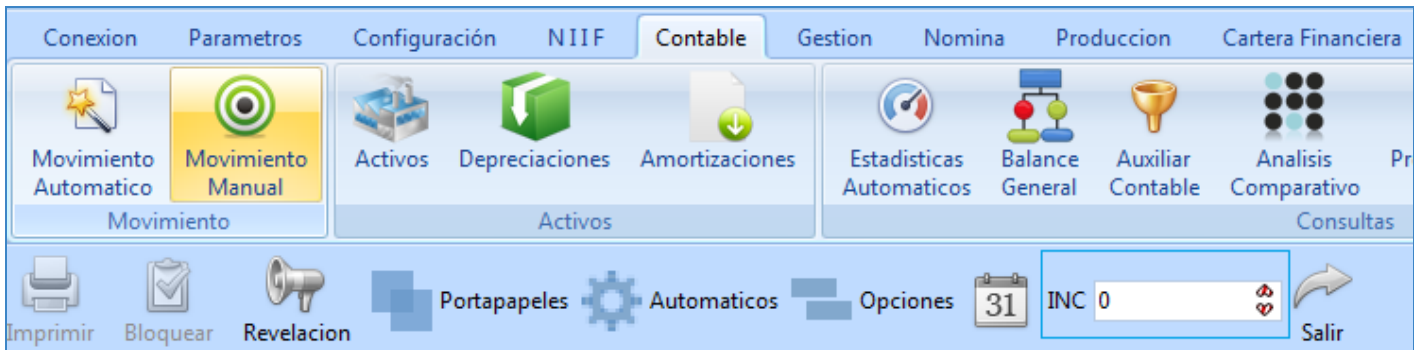 Conexion Parametros Configuración N I I F Contable Gestion Nomina Produccion Cartera Financiera
Movimiento Automatico
Movimiento Manual
Activos
Depreciaciones
Amortizaciones
Estadisticas Automaticos
Balance General
Auxiliar Contable
Analisis Comparativo
Pr
Movimiento Activos Consultas
Imprimir Bloquear Revelacion Portapapeles Automaticos Opciones 31 INC 0 Salir